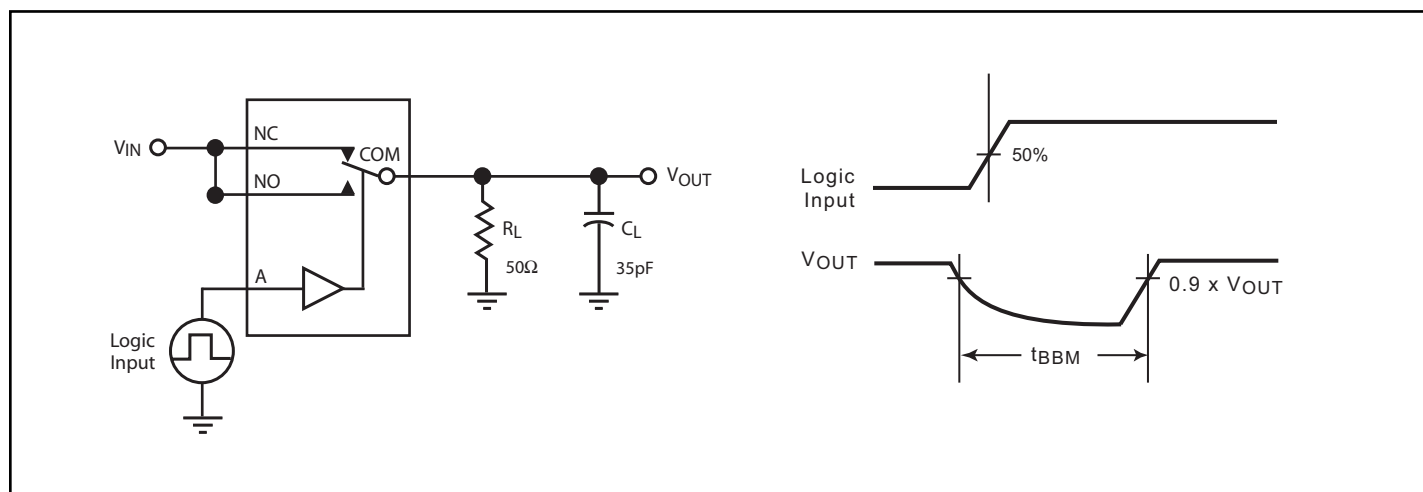 NC
COM
VIN
VOUT
NO
RL
CL
50Ω
35pF
A
Logic
Input
50%
Logic
Input
VOUT
0.9 x VOUT
tBBM